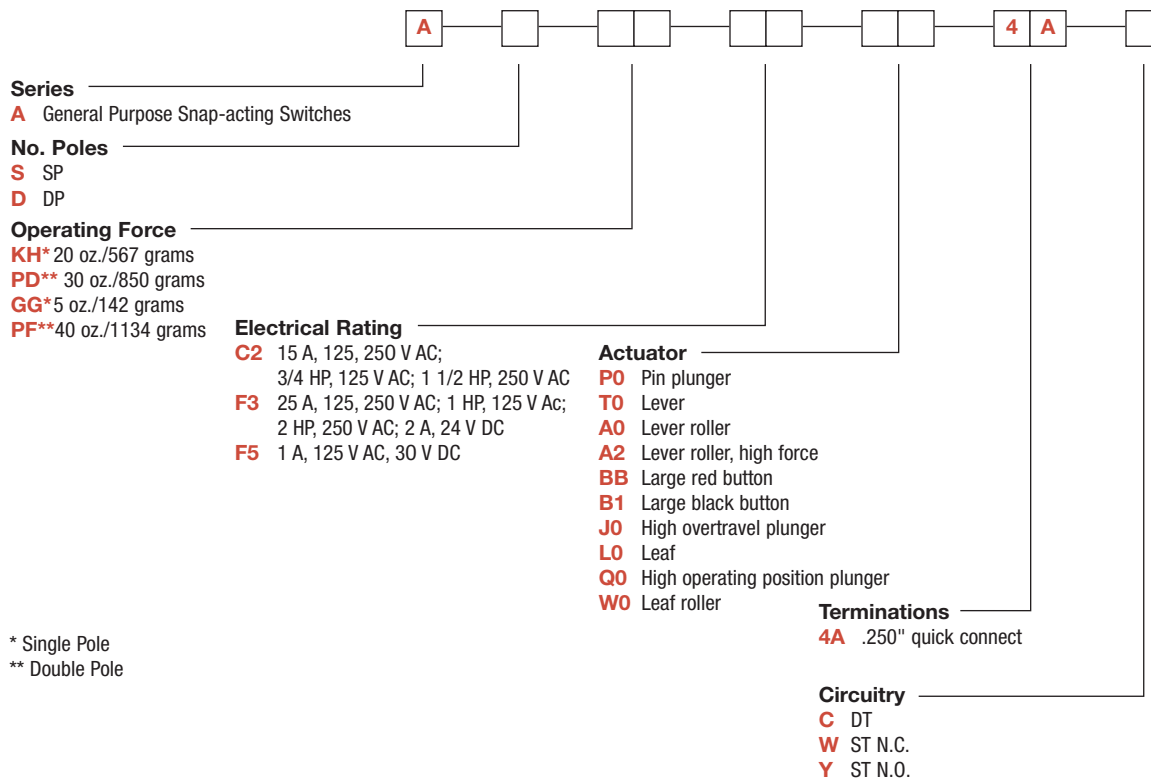 A 4 A
Series
A General Purpose Snap-acting Switches
No. Poles
S SP
D DP
Operating Force
KH* 20 oz./567 grams
PD** 30 oz./850 grams
GG* 5 oz./142 grams
PF** 40 oz./1134 grams
Electrical Rating
C2 15 A, 125, 250 V AC;
3/4 HP, 125 V AC; 1 1/2 HP, 250 V AC
F3 25 A, 125, 250 V AC; 1 HP, 125 V Ac;
2 HP, 250 V AC; 2 A, 24 V DC
F5 1 A, 125 V AC, 30 V DC
Actuator
P0 Pin plunger
T0 Lever
A0 Lever roller
A2 Lever roller, high force
BB Large red button
B1 Large black button
J0 High overtravel plunger
L0 Leaf
Q0 High operating position plunger
W0 Leaf roller
Terminations
4A .250" quick connect
* Single Pole
** Double Pole
Circuitry
C DT
W ST N.C.
Y ST N.O.